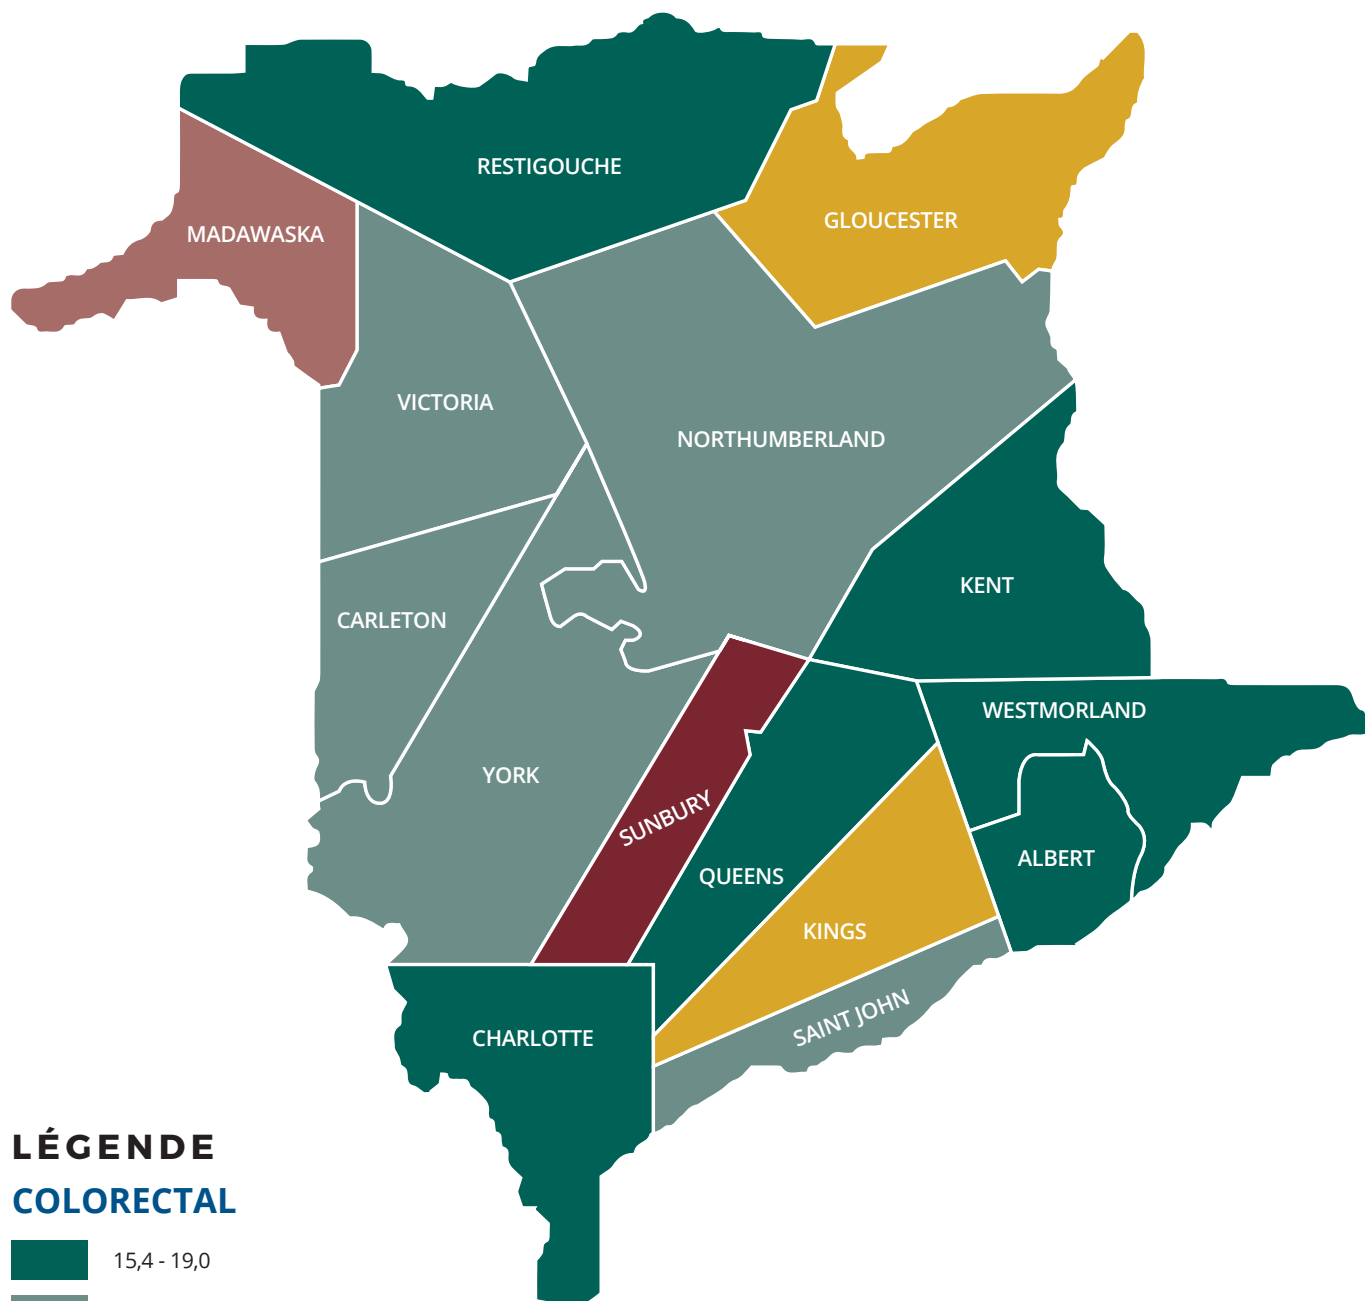 RESTIGOUCHE
GLOUCESTER
MADAWASKA
VICTORIA
NORTHUMBERLAND
KENT
CARLETON
WESTMORLAND
YORK
SUNBURY
ALBERT
QUEENS
KINGS
SAINT JOHN
CHARLOTTE
LÉGENDE
COLORECTAL
15,4 - 19,0